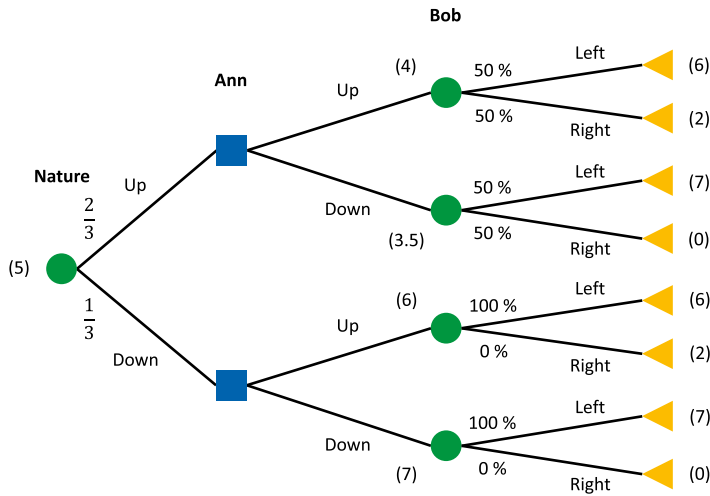 Bob
Ann
Nature
(4)
50 %
Left
(6)
Up
50 %
Right
(2)
Up
2
3
Down
50 %
Left
(7)
(3.5)
50 %
Right
(0)
(5)
1
3
Down
(6)
100 %
Left
(6)
Up
0 %
Right
(2)
Down
100 %
Left
(7)
(7)
0 %
Right
(0)